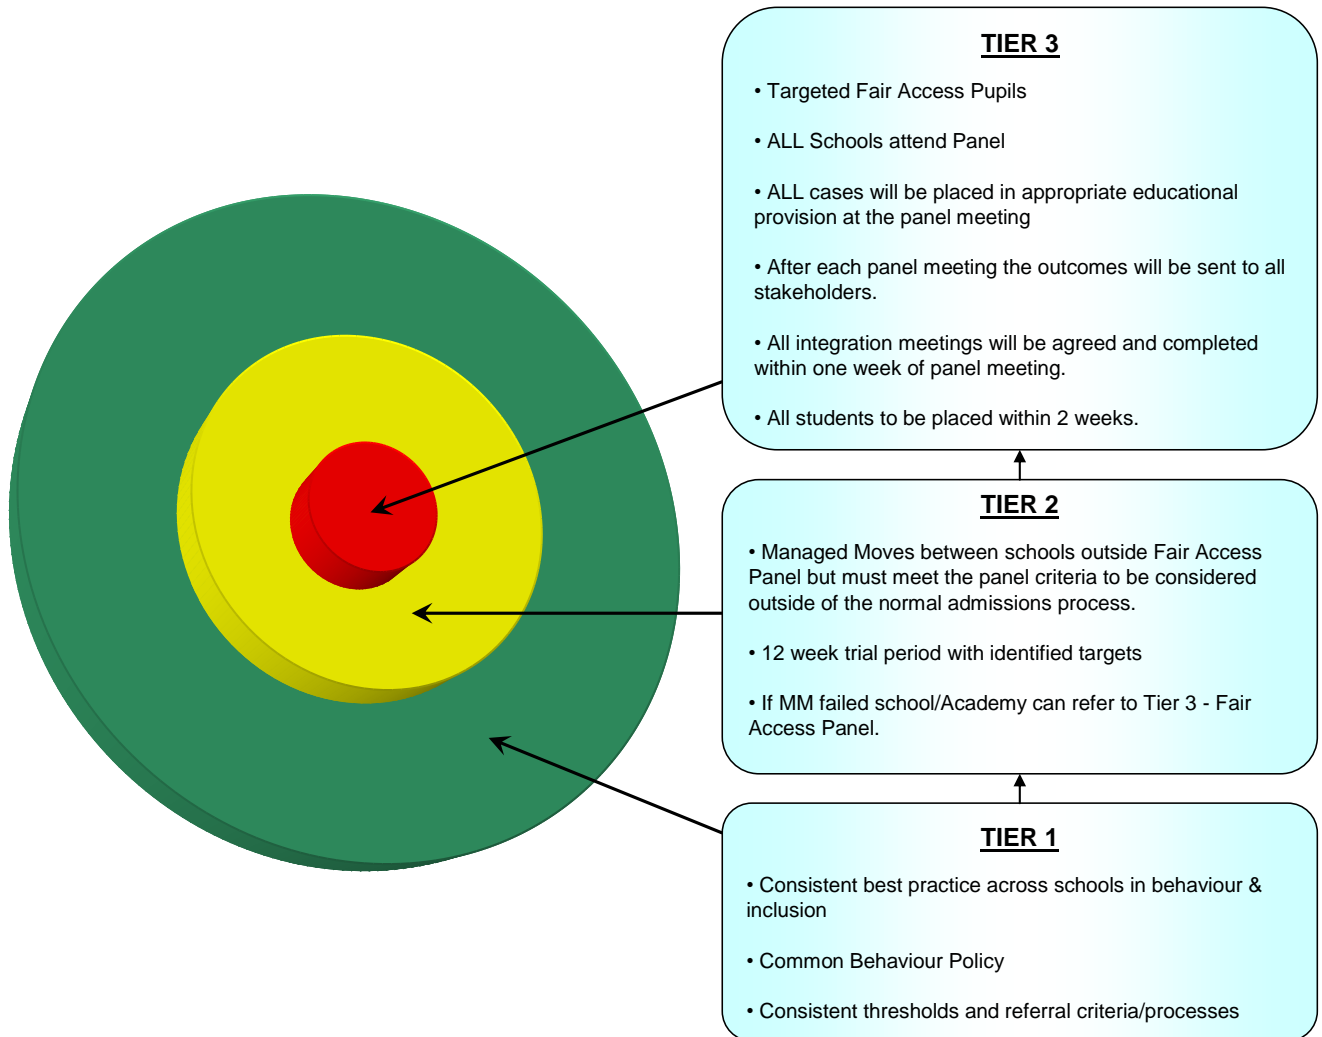 TIER 3
• Targeted Fair Access Pupils
• ALL Schools attend Panel
• ALL cases will be placed in appropriate educational
provision at the panel meeting
• After each panel meeting the outcomes will be sent to all
stakeholders.
• All integration meetings will be agreed and completed
within one week of panel meeting.
• All students to be placed within 2 weeks.
TIER 2
• Managed Moves between schools outside Fair Access
Panel but must meet the panel criteria to be considered
outside of the normal admissions process.
• 12 week trial period with identified targets
• If MM failed school/Academy can refer to Tier 3 - Fair
Access Panel.
TIER 1
• Consistent best practice across schools in behaviour &
inclusion
• Common Behaviour Policy
• Consistent thresholds and referral criteria/processes